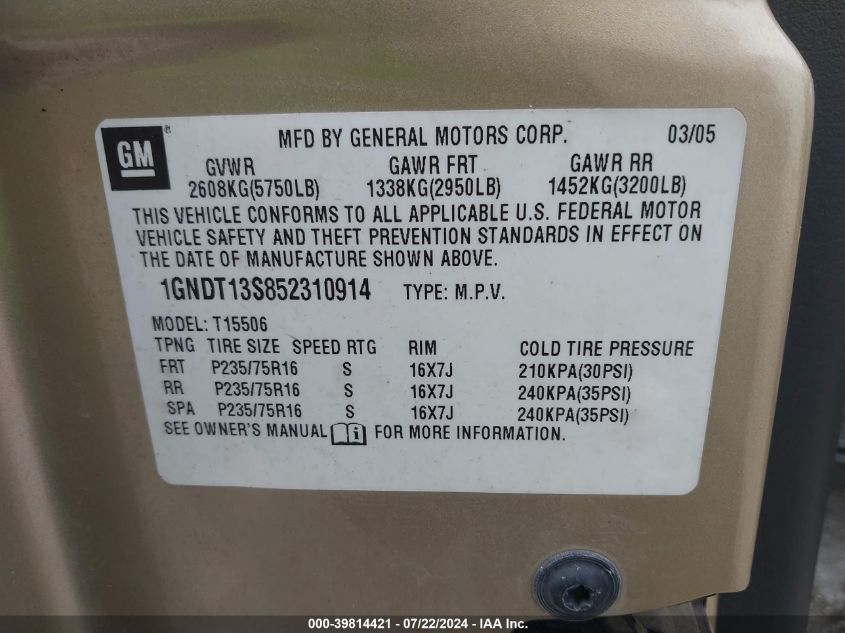 GM®
MFD BY GENERAL MOTORS CORP. 03/05
GVWR GAWR FRT GAWR RR
2608KG(5750LB) 1338KG(2950LB) 1452KG(3200LB)
THIS VEHICLE CONFORMS TO ALL APPLICABLE U.S. FEDERAL MOTOR
VEHICLE SAFETY AND THEFT PREVENTION STANDARDS IN EFFECT ON
THE DATE OF MANUFACTURE SHOWN ABOVE.
1GNDT13S852310914 TYPE: M.P.V.
MODEL: T15506
TPNG TIRE SIZE SPEED RTG RIM COLD TIRE PRESSURE
FRT P235/75R16 S 16X7J 210KPA(30PSI)
RR P235/75R16 S 16X7J 240KPA(35PSI)
SPA P235/75R16 S 16X7J 240KPA(35PSI)
SEE OWNER'S MANUAL i FOR MORE INFORMATION.
000-39814421 - 07/22/2024 - IAA, Inc.